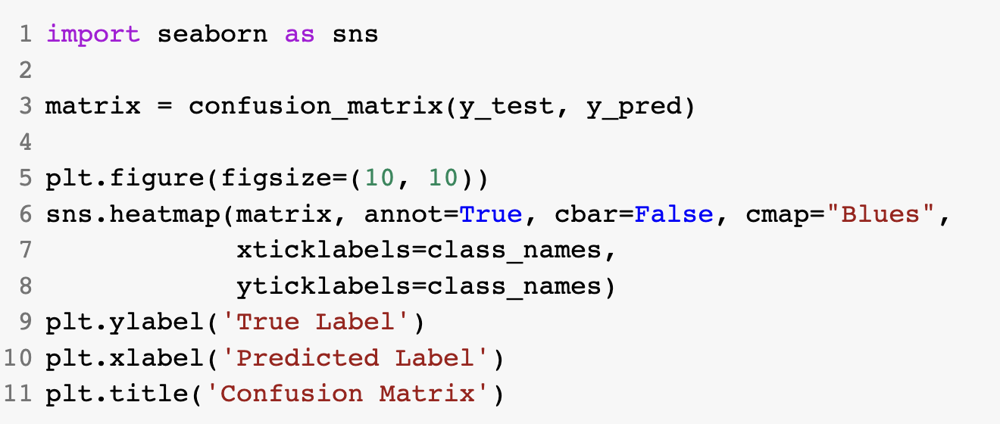 1 import seaborn as sns
2
3 matrix = confusion_matrix(y_test, y_pred)
4
5 plt.figure(figsize=(10, 10))
6 sns.heatmap(matrix, annot=True, cbar=False, cmap="Blues",
7             xticklabels=class_names,
8             yticklabels=class_names)
9 plt.ylabel('True Label')
10 plt.xlabel('Predicted Label')
11 plt.title('Confusion Matrix')